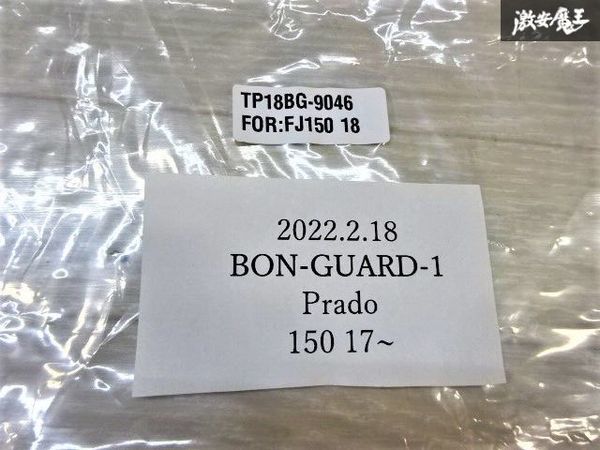 激安魔王
TP18BG-9046
FOR:FJ150 18
2022.2.18
BON-GUARD-1
Prado
150 17~